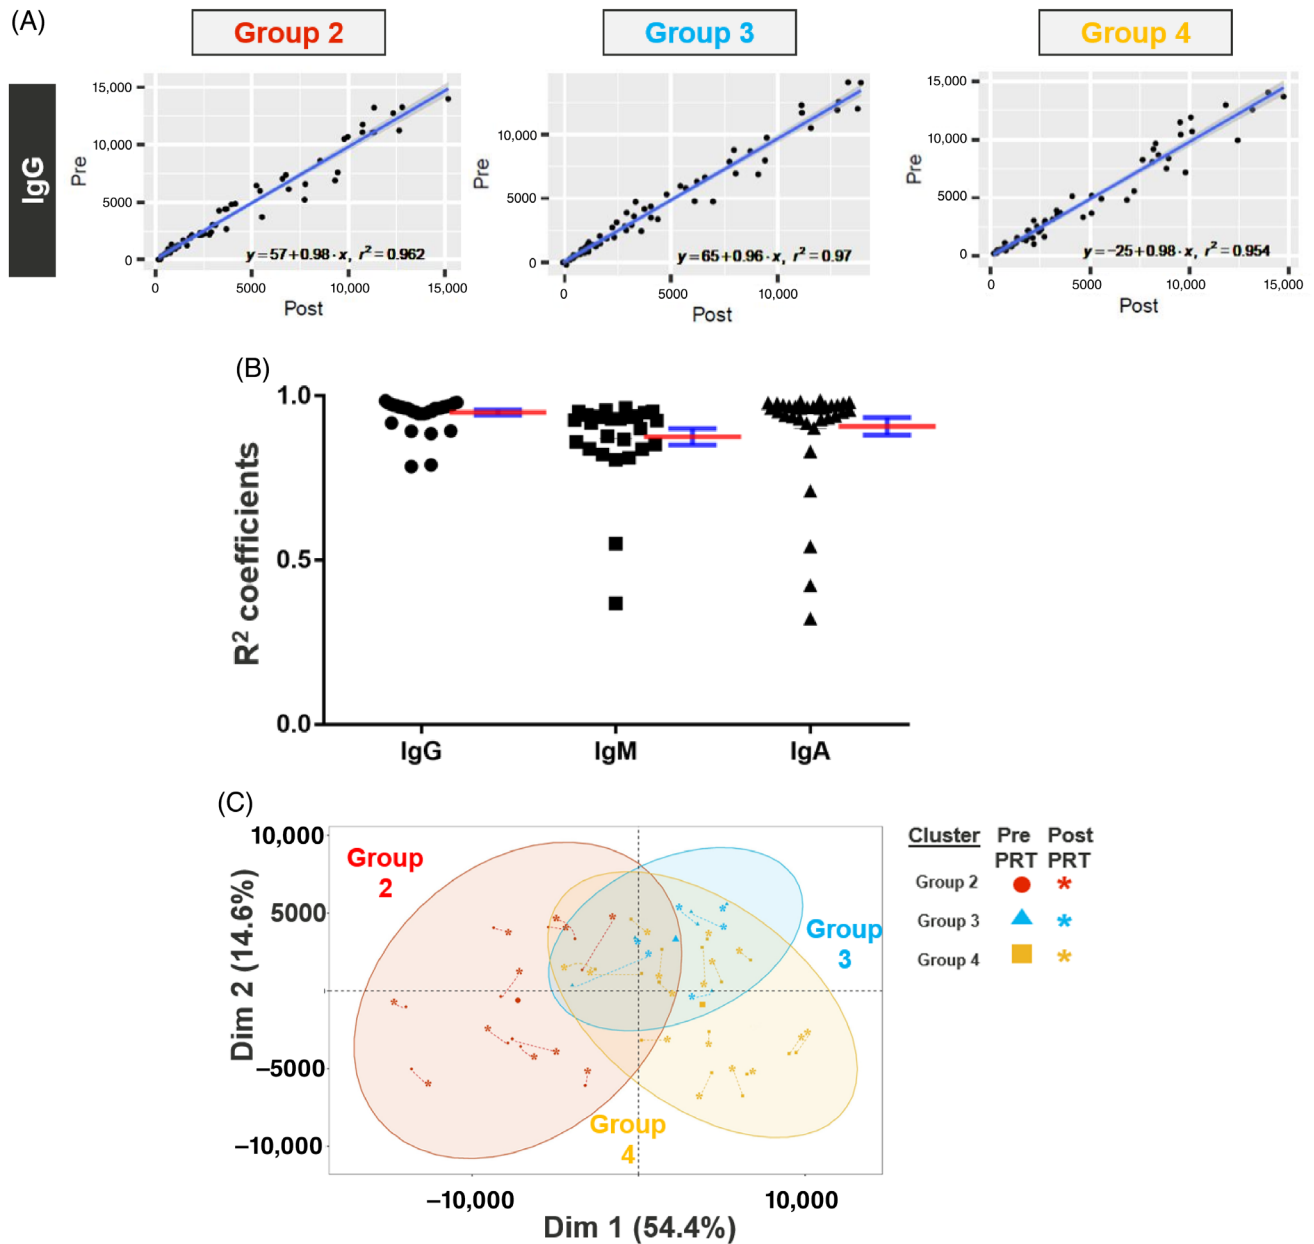 (A)
Group 2
Group 3
Group 4
IgG
Pre
15,000
10,000
5000
0
y = 57+0.98 · x, r² = 0.962
0
5000
10,000
15,000
Post
Pre
10,000
5000
0
y = 65+0.96 · x, r² = 0.97
0
5000
10,000
Post
Pre
15,000
10,000
5000
0
y = −25+0.98 · x, r² = 0.954
0
5000
10,000
15,000
Post
(B)
R² coefficients
1.0
0.5
0.0
IgG
IgM
IgA
(C)
Dim 2 (14.6%)
10,000
5000
0
−5000
−10,000
Group
2
Group
3
Group
4
−10,000
10,000
Dim 1 (54.4%)
Cluster
Pre
PRT
Post
PRT
Group 2
Group 3
Group 4